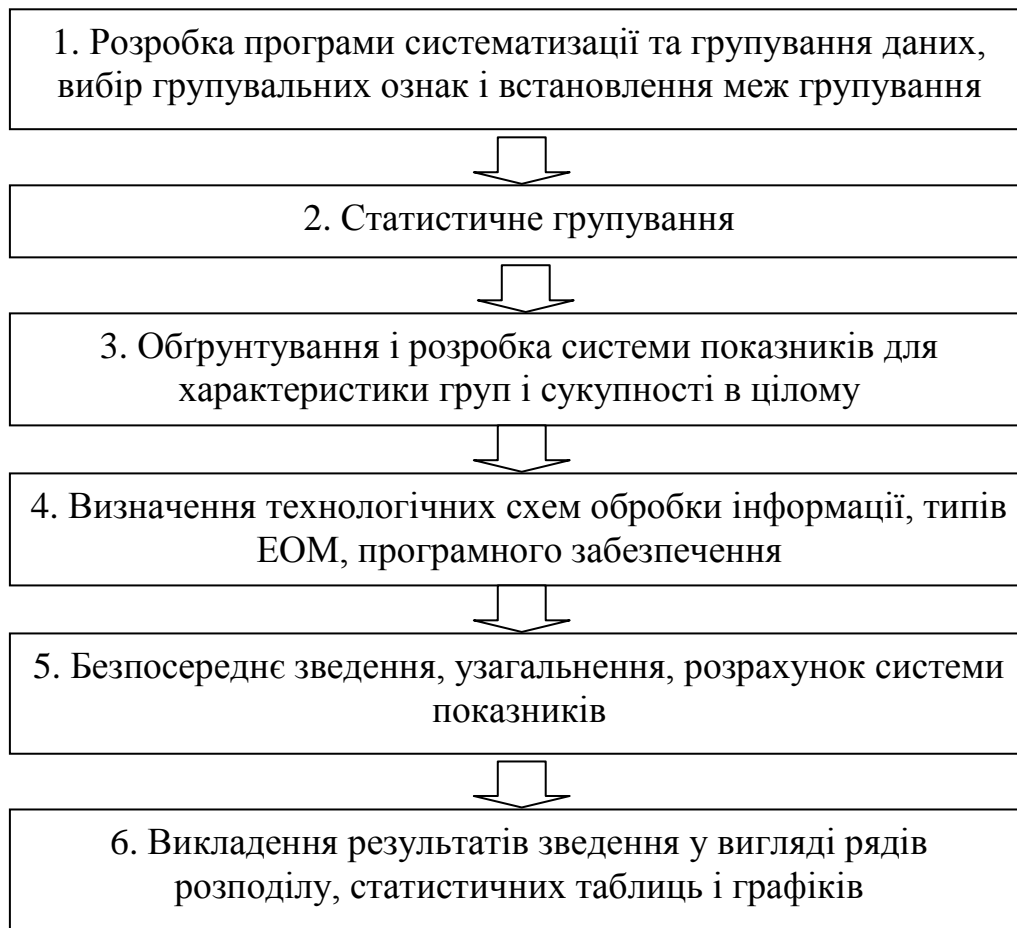 1. Розробка програми систематизації та групування даних,
вибір групувальних ознак і встановлення меж групування
2. Статистичне групування
3. Обґрунтування і розробка системи показників для
характеристики груп і сукупності в цілому
4. Визначення технологічних схем обробки інформації, типів
ЕОМ, програмного забезпечення
5. Безпосереднє зведення, узагальнення, розрахунок системи
показників
6. Викладення результатів зведення у вигляді рядів
розподілу, статистичних таблиць і графіків